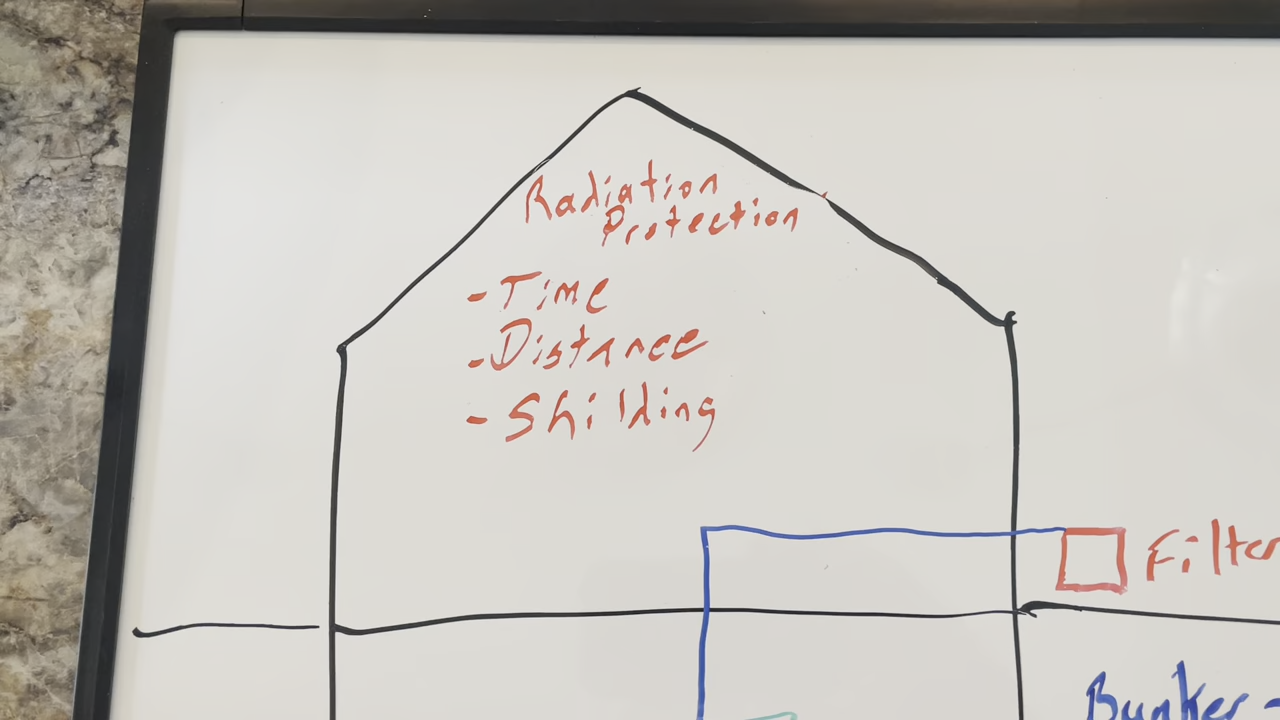 Radiation
Protection
- Time
- Distance
- Shilding
Filter
Bunker -